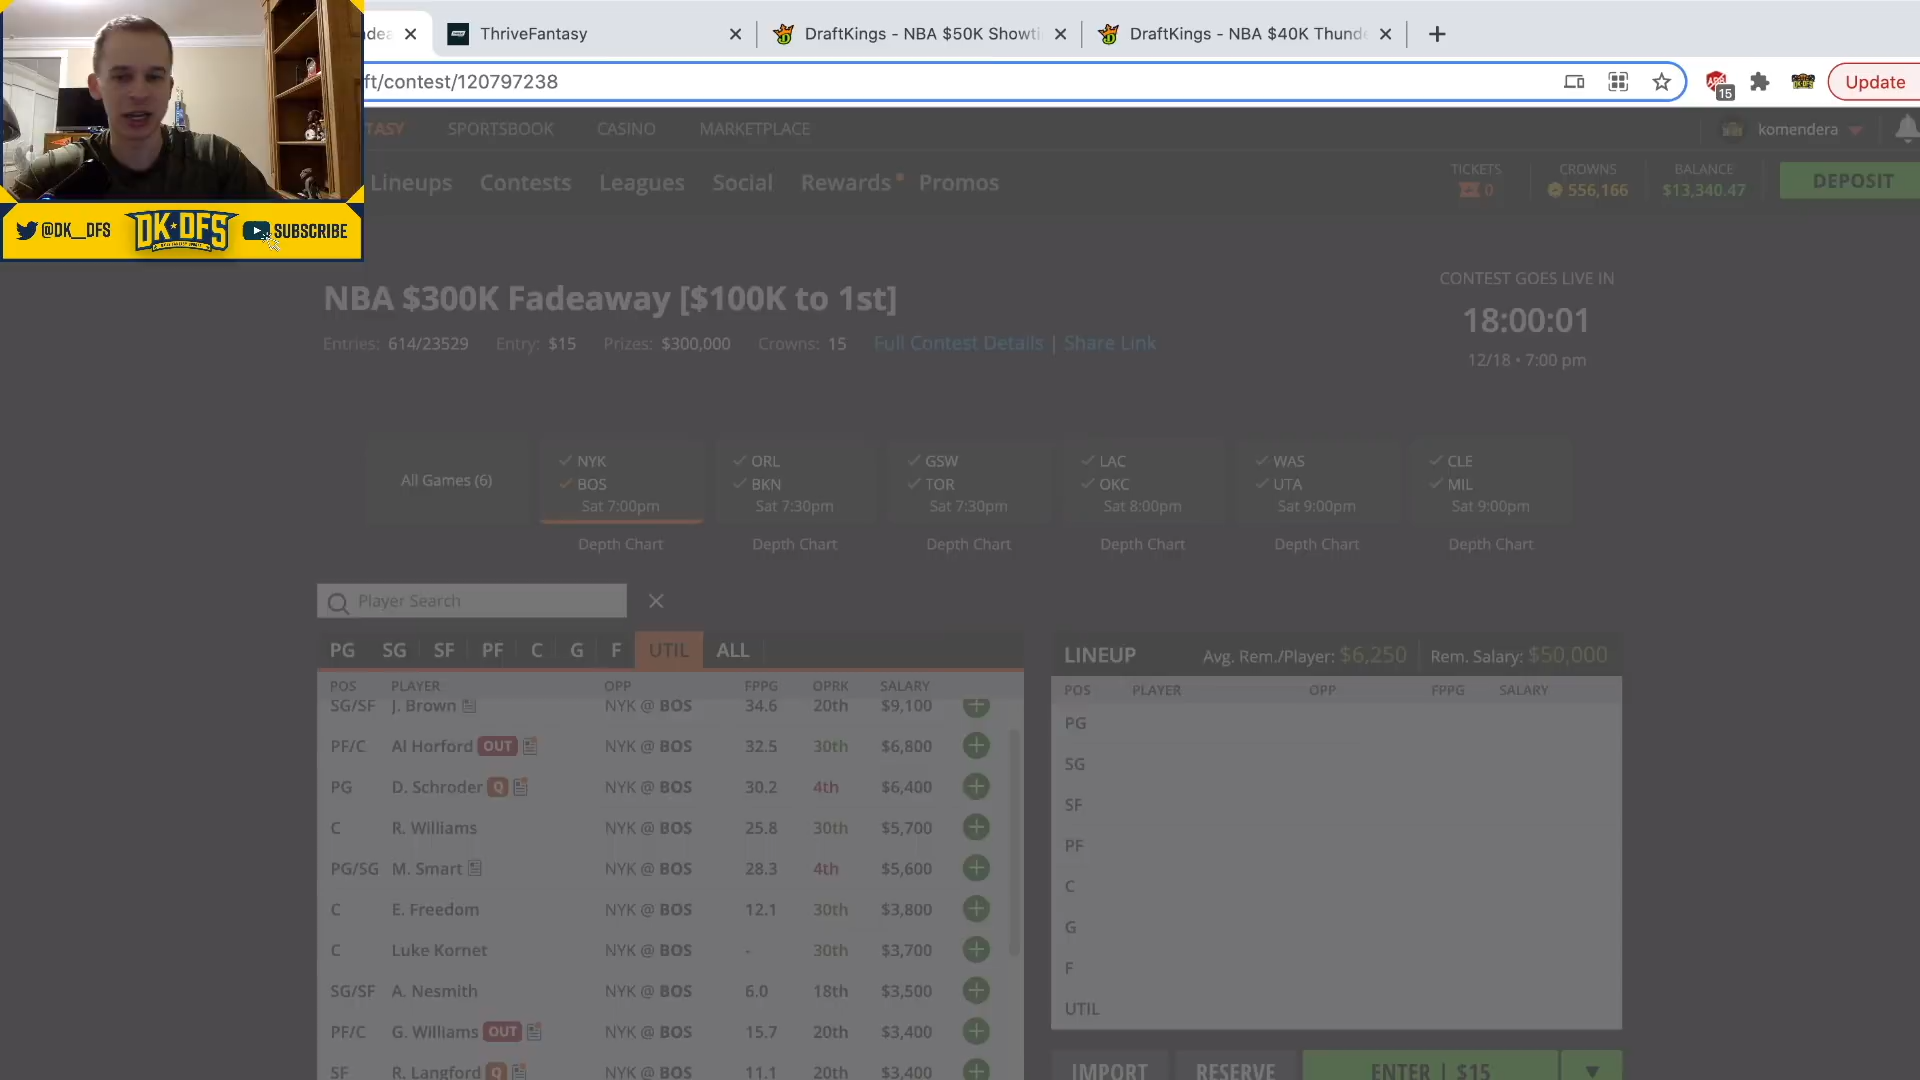 dea
ThriveFantasy
DraftKings - NBA $50K Showti
DraftKings - NBA $40K Thunde
ft/contest/120797238
15
Update
@DK__DFS
DK★DFS
SUBSCRIBE
TASY
SPORTSBOOK
CASINO
MARKETPLACE
komendera
Lineups
Contests
Leagues
Social
Rewards
Promos
TICKETS
0
CROWNS
556,166
BALANCE
$13,340.47
DEPOSIT
NBA $300K Fadeaway [$100K to 1st]
Entries: 614/23529 Entry: $15 Prizes: $300,000 Crowns: 15 Full Contest Details | Share Link
CONTEST GOES LIVE IN
18:00:01
12/18 • 7:00 pm
All Games (6)
NYK
BOS
Sat 7:00pm
Depth Chart
ORL
BKN
Sat 7:30pm
Depth Chart
GSW
TOR
Sat 7:30pm
Depth Chart
LAC
OKC
Sat 8:00pm
Depth Chart
WAS
UTA
Sat 9:00pm
Depth Chart
CLE
MIL
Sat 9:00pm
Depth Chart
Player Search
PG SG SF PF C G F UTIL ALL
POS PLAYER OPP FPPG OPRK SALARY
SG/SF J. Brown NYK @ BOS 34.6 20th $9,100
PF/C Al Horford OUT NYK @ BOS 32.5 30th $6,800
PG D. Schroder Q NYK @ BOS 30.2 4th $6,400
C R. Williams NYK @ BOS 25.8 30th $5,700
PG/SG M. Smart NYK @ BOS 28.3 4th $5,600
C E. Freedom NYK @ BOS 12.1 30th $3,800
C Luke Kornet NYK @ BOS - 30th $3,700
SG/SF A. Nesmith NYK @ BOS 6.0 18th $3,500
PF/C G. Williams OUT NYK @ BOS 15.7 20th $3,400
SF R. Langford Q NYK @ BOS 11.1 20th $3,400
LINEUP Avg. Rem./Player: $6,250 Rem. Salary: $50,000
POS PLAYER OPP FPPG SALARY
PG
SG
SF
PF
C
G
F
UTIL
IMPORT
RESERVE
ENTER | $15